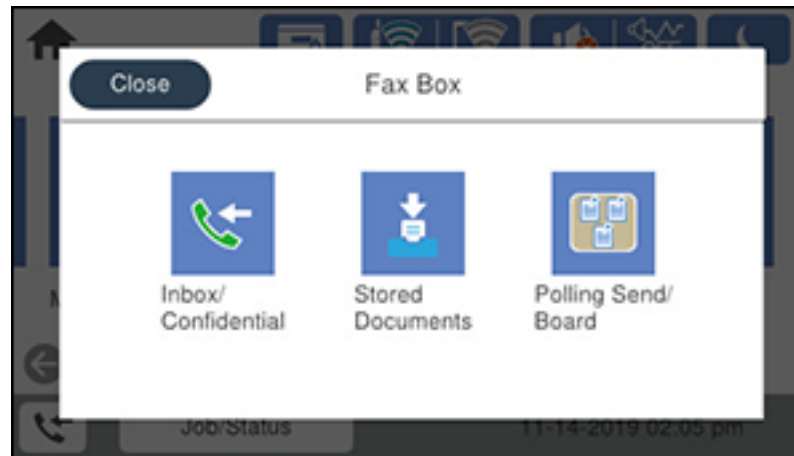 Close
Fax Box
Inbox/
Confidential
Stored
Documents
Polling Send/
Board
Job/Status
11-14-2019 02:05 pm